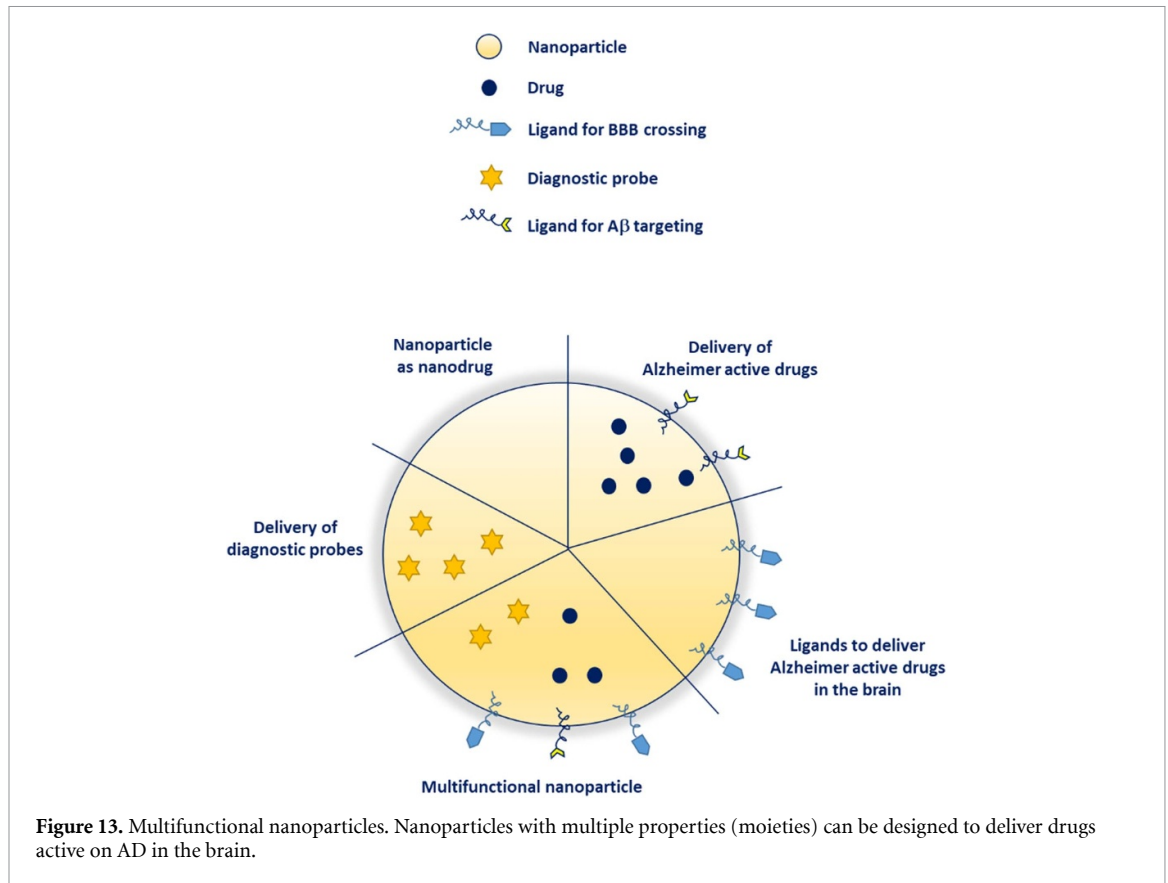 Nanoparticle
Drug
Ligand for BBB crossing
Diagnostic probe
Ligand for Aβ targeting
Nanoparticle
as nanodrug
Delivery of
Alzheimer active drugs
Delivery of
diagnostic probes
Ligands to deliver
Alzheimer active drugs
in the brain
Multifunctional nanoparticle
Figure 13. Multifunctional nanoparticles. Nanoparticles with multiple properties (moieties) can be designed to deliver drugs
active on AD in the brain.